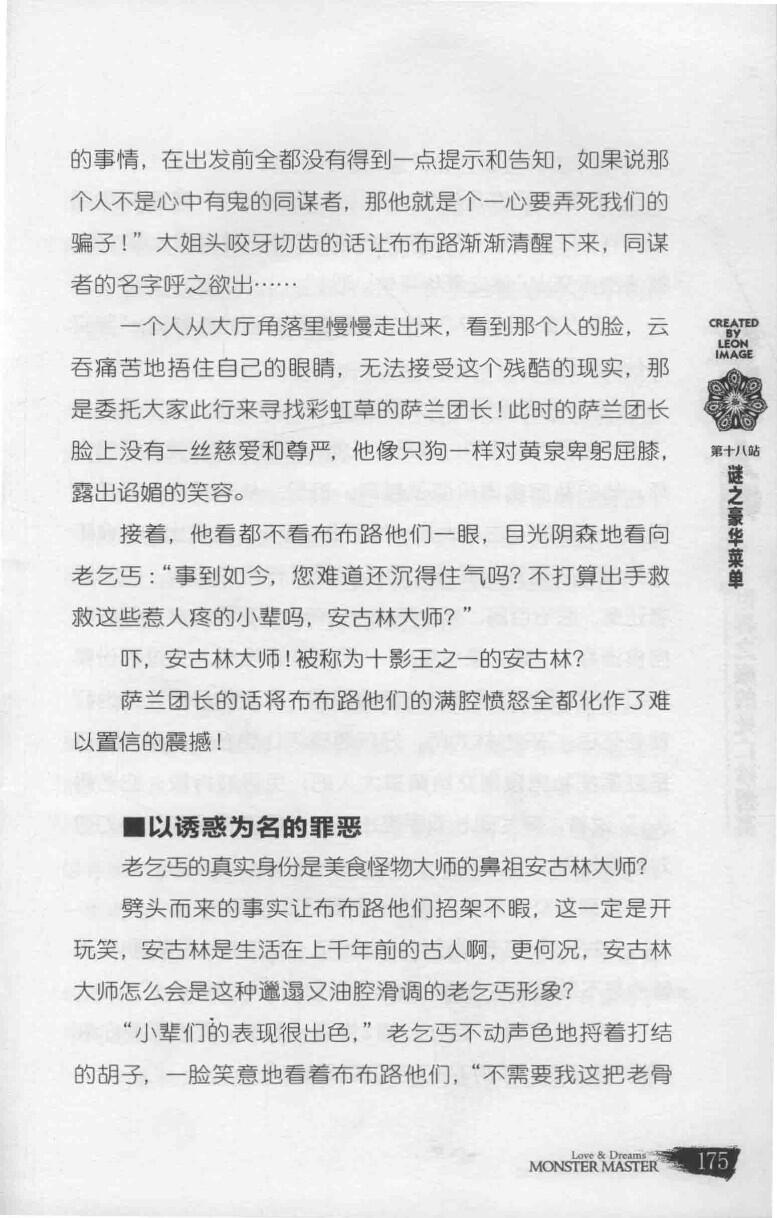 的事情，在出发前全都没有得到一点提示和告知，如果说那
个人不是心中有鬼的同谋者，那他就是个一心要弄死我们的
骗子！”大姐头咬牙切齿的话让布布路渐渐清醒下来，同谋
者的名字呼之欲出……
一个人从大厅角落里慢慢走出来，看到那个人的脸，云
吞痛苦地捂住自己的眼睛，无法接受这个残酷的现实，那
是委托大家此行来寻找彩虹草的萨兰团长！此时的萨兰团长
脸上没有一丝慈爱和尊严，他像只狗一样对黄泉卑躬屈膝，
露出谄媚的笑容。
接着，他看都不看布布路他们一眼，目光阴森地看向
老乞丐：“事到如今，您难道还沉得住气吗？不打算出手救
救这些惹人疼的小辈吗，安古林大师？”
吓，安古林大师！被称为十影王之一的安古林？
萨兰团长的话将布布路他们的满腔愤怒全都化作了难
以置信的震撼！
■以诱惑为名的罪恶
老乞丐的真实身份是美食怪物大师的鼻祖安古林大师？
劈头而来的事实让布布路他们招架不暇，这一定是开
玩笑，安古林是生活在上千年前的古人啊，更何况，安古林
大师怎么会是这种邋遢又油腔滑调的老乞丐形象？
“小辈们的表现很出色，”老乞丐不动声色地捋着打结
的胡子，一脸笑意地看着布布路他们，“不需要我这把老骨
CREATED
BY
LEON
IMAGE
第十八站
谜之豪华菜单
Love & Dreams
MONSTER MASTER
175